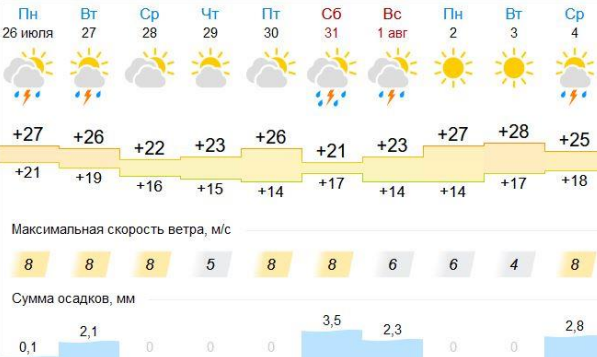 Пн Вт Ср Чт Пт Сб Вс Пн Вт Ср
26 июля 27 28 29 30 31 1 авг 2 3 4
+27 +26 +22 +23 +26 +21 +23 +27 +28 +25
+21 +19 +16 +15 +14 +17 +14 +14 +17 +18
Максимальная скорость ветра, м/с
8 8 8 5 8 8 6 6 4 8
Сумма осадков, мм
0,1 2,1 0 0 0 3,5 2,3 0 0 2,8